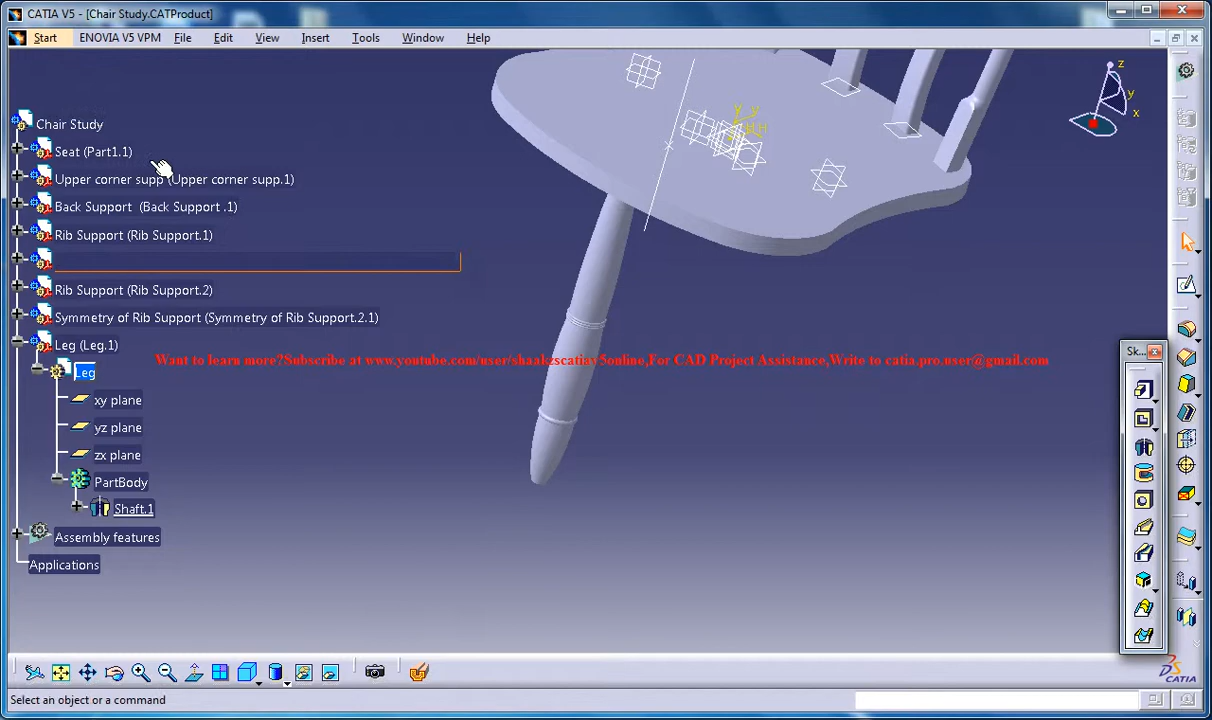 CATIA V5 - [Chair Study.CATProduct]
Start ENOVIA V5 VPM File Edit View Insert Tools Window Help
Chair Study
Seat (Part1.1)
Upper corner supp (Upper corner supp.1)
Back Support (Back Support .1)
Rib Support (Rib Support.1)
Rib Support (Rib Support.2)
Symmetry of Rib Support (Symmetry of Rib Support.2.1)
Leg (Leg.1)
Want to learn more?Subscribe at www.youtube.com/user/shaakzscatiav5online,For CAD Project Assistance,Write to catia.pro.user@gmail.com
Leg
xy plane
yz plane
zx plane
PartBody
Shaft.1
Assembly features
Applications
z
y
x
y y
Sk...
CATIA
Select an object or a command